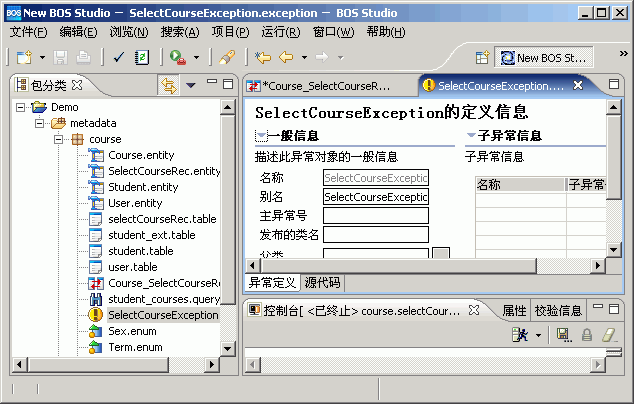 New BOS Studio — SelectCourseException.exception — BOS Studio
文件(F) 编辑(E) 浏览(N) 搜索(A) 项目(P) 运行(R) 窗口(W) 帮助(H)
New BOS St...
包分类
Demo
metadata
course
Course.entity
SelectCourseRec.entity
Student.entity
User.entity
selectCourseRec.table
student_ext.table
student.table
user.table
Course_SelectCourseRe
student_courses.query
SelectCourseException
Sex.enum
Term.enum
*Course_SelectCourseR...
SelectCourseException....
SelectCourseException的定义信息
一般信息
描述此异常对象的一般信息
名称 SelectCourseExceptic
别名 SelectCourseExceptic
主异常号
发布的类名
父类
子异常信息
子异常信息
名称 子异常
异常定义 源代码
控制台[ <已终止> course.selectCour...
属性 校验信息